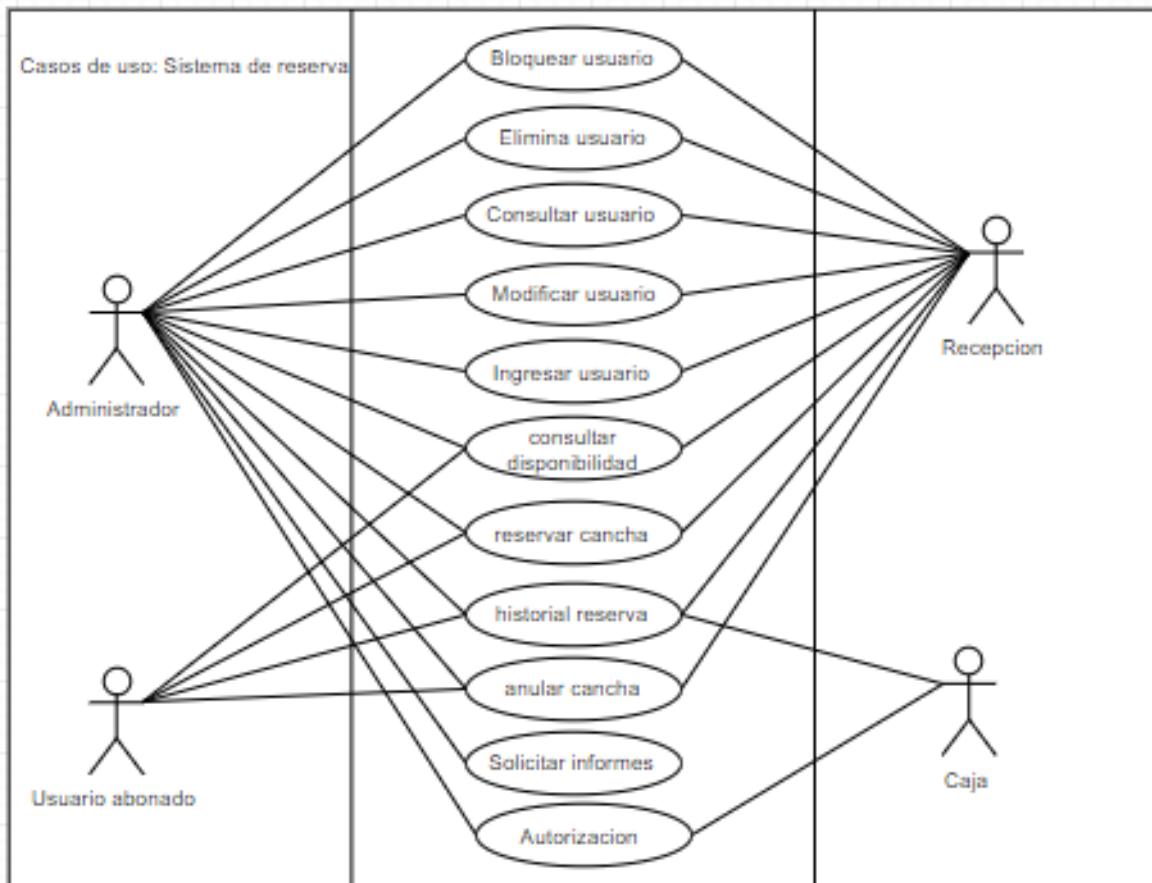 Casos de uso: Sistema de reserva
Bloquear usuario
Elimina usuario
Consultar usuario
Modificar usuario
Ingresar usuario
consultar
disponibilidad
reservar cancha
historial reserva
anular cancha
Solicitar informes
Autorizacion
Administrador
Usuario abonado
Recepcion
Caja